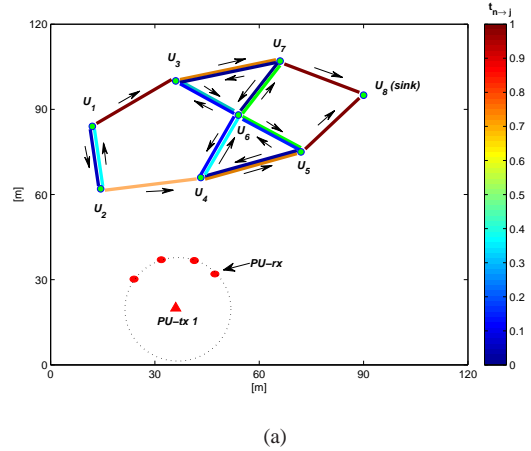 t n→j
120
90
60
30
0
[m]
0
30
60
90
120
[m]
1
0.9
0.8
0.7
0.6
0.5
0.4
0.3
0.2
0.1
0
U7
U3
U8 (sink)
U1
U6
U5
U4
U2
PU−rx
PU−tx 1
(a)